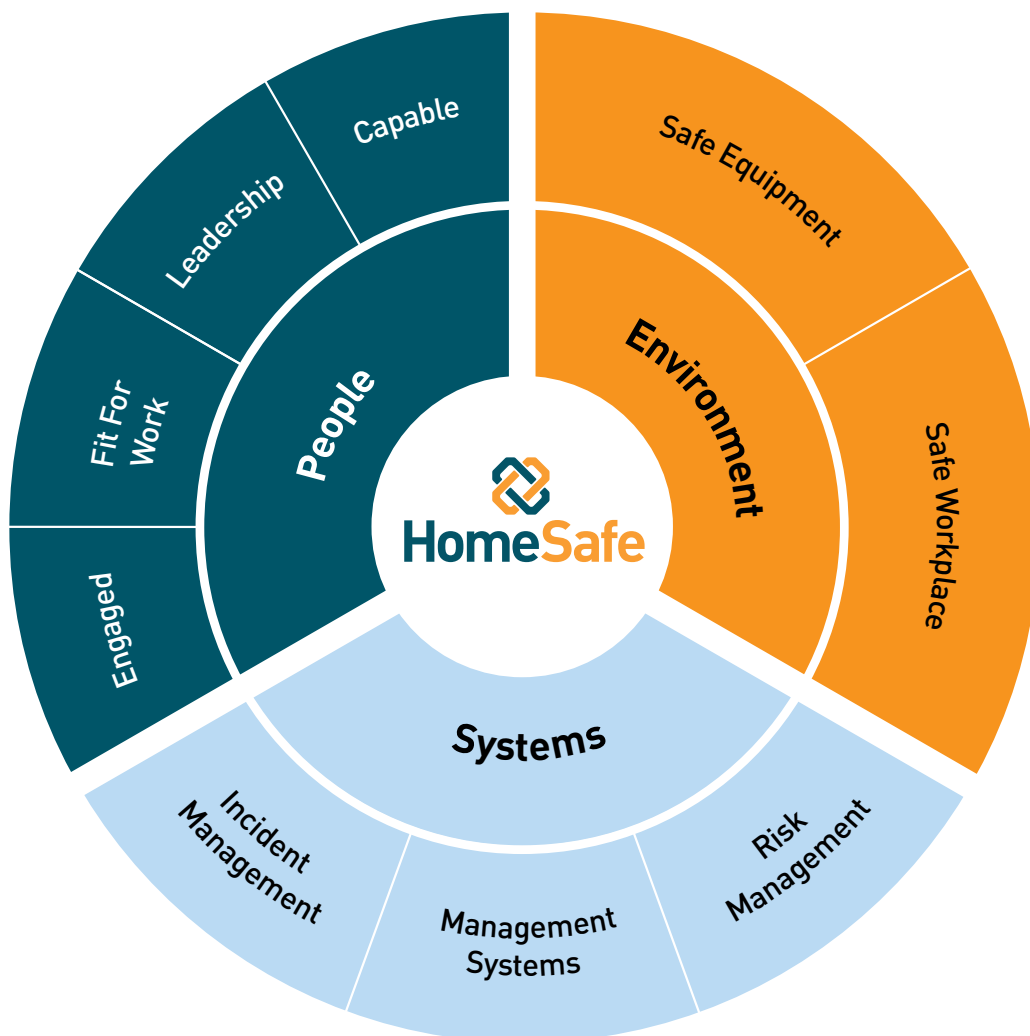 Capable
Leadership
Fit For
Work
Engaged
People
Safe Equipment
Safe Workplace
Environment
HomeSafe
Systems
Incident
Management
Management
Systems
Risk
Management